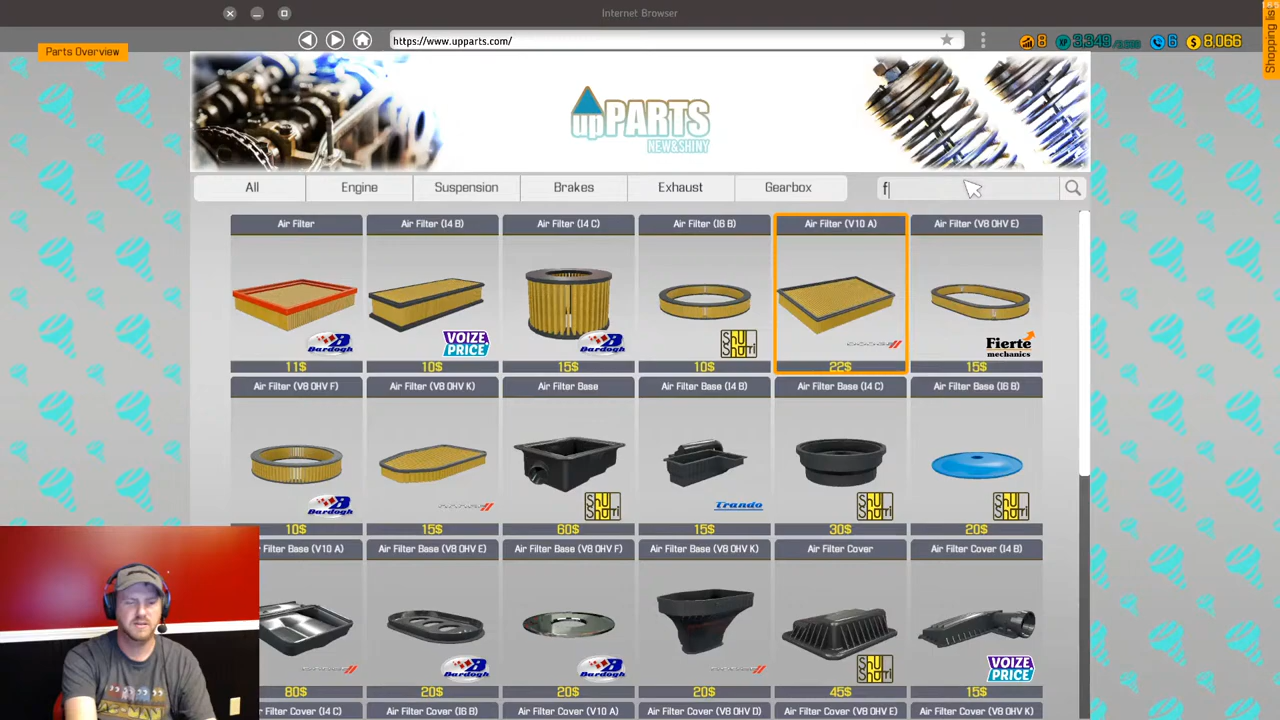 Internet Browser
https://www.upparts.com/
8
6
8,066
Shopping lis
Parts Overview
upPARTS
NEW&SHINY
All
Engine
Suspension
Brakes
Exhaust
Gearbox
f
Air Filter
Air Filter (I4 B)
Air Filter (I4 C)
Air Filter (I6 B)
Air Filter (V10 A)
Air Filter (V8 OHV E)
Bardogh
VOIZE PRICE
Bardogh
Shu Shuti
Fierte mechanics
11$
10$
15$
10$
22$
15$
Air Filter (V8 OHV F)
Air Filter (V8 OHV K)
Air Filter Base
Air Filter Base (I4 B)
Air Filter Base (I4 C)
Air Filter Base (I6 B)
Bardogh
Shu Shuti
Trando
Shu Shuti
Shu Shuti
10$
15$
60$
15$
30$
20$
Filter Base (V10 A)
Air Filter Base (V8 OHV E)
Air Filter Base (V8 OHV F)
Air Filter Base (V8 OHV K)
Air Filter Cover
Air Filter Cover (I4 B)
Bardogh
Bardogh
Shu Shuti
VOIZE PRICE
80$
20$
20$
20$
45$
15$
Filter Cover (I4 C)
Air Filter Cover (I6 B)
Air Filter Cover (V10 A)
Air Filter Cover (V8 OHV D)
Air Filter Cover (V8 OHV E)
Air Filter Cover (V8 OHV K)